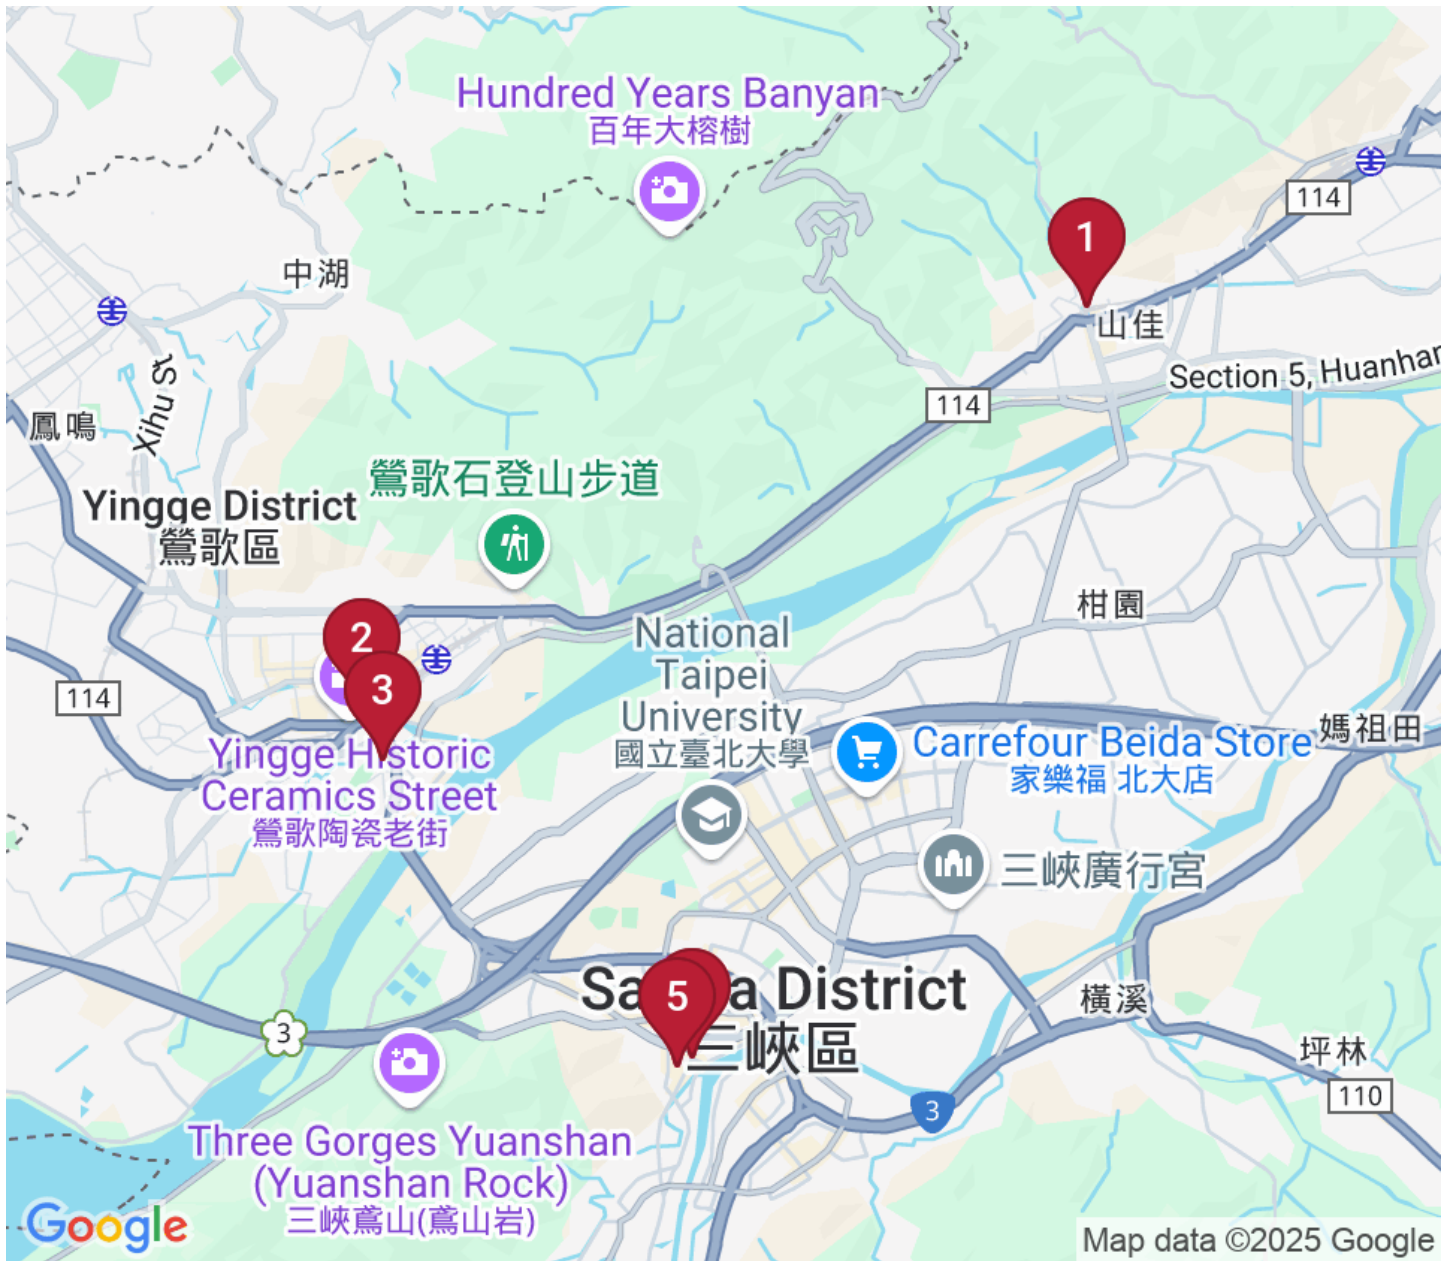 Hundred Years Banyan
百年大榕樹
114
1
中湖
山佳
Section 5, Huanhan
114
Xihu St
鳳鳴
鶯歌石登山步道
Yingge District
鶯歌區
柑園
2
National
Taipei
University
國立臺北大學
3
114
媽祖田
Carrefour Beida Store
家樂福 北大店
Yingge Historic
Ceramics Street
鶯歌陶瓷老街
三峽廣行宮
5
Sa a District
三峽區
橫溪
3
坪林
110
3
Three Gorges Yuanshan
(Yuanshan Rock)
三峽鳶山(鳶山岩)
Google
Map data ©2025 Google